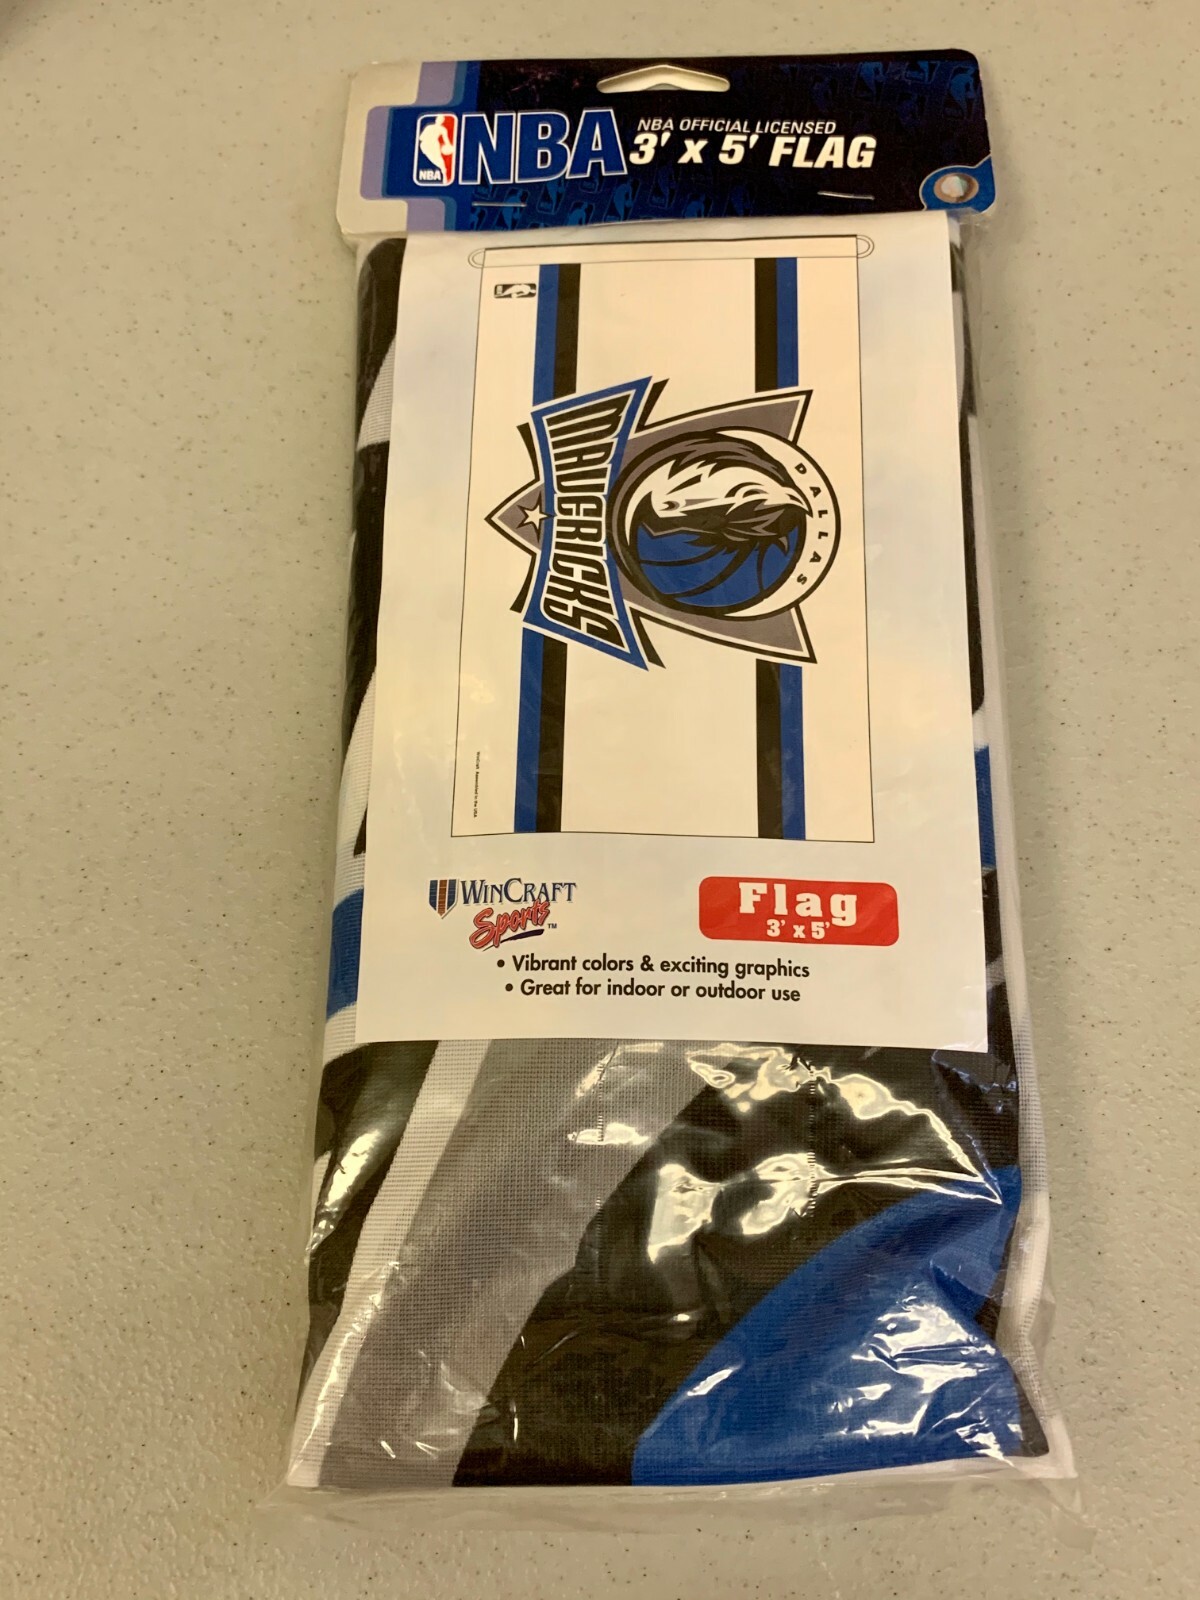 NBA
NBA
NBA OFFICIAL LICENSED
3' x 5' FLAG
MAVERICKS
DALLAS
WINCRAFT
Sports™
Flag
3' x 5'
• Vibrant colors & exciting graphics
• Great for indoor or outdoor use